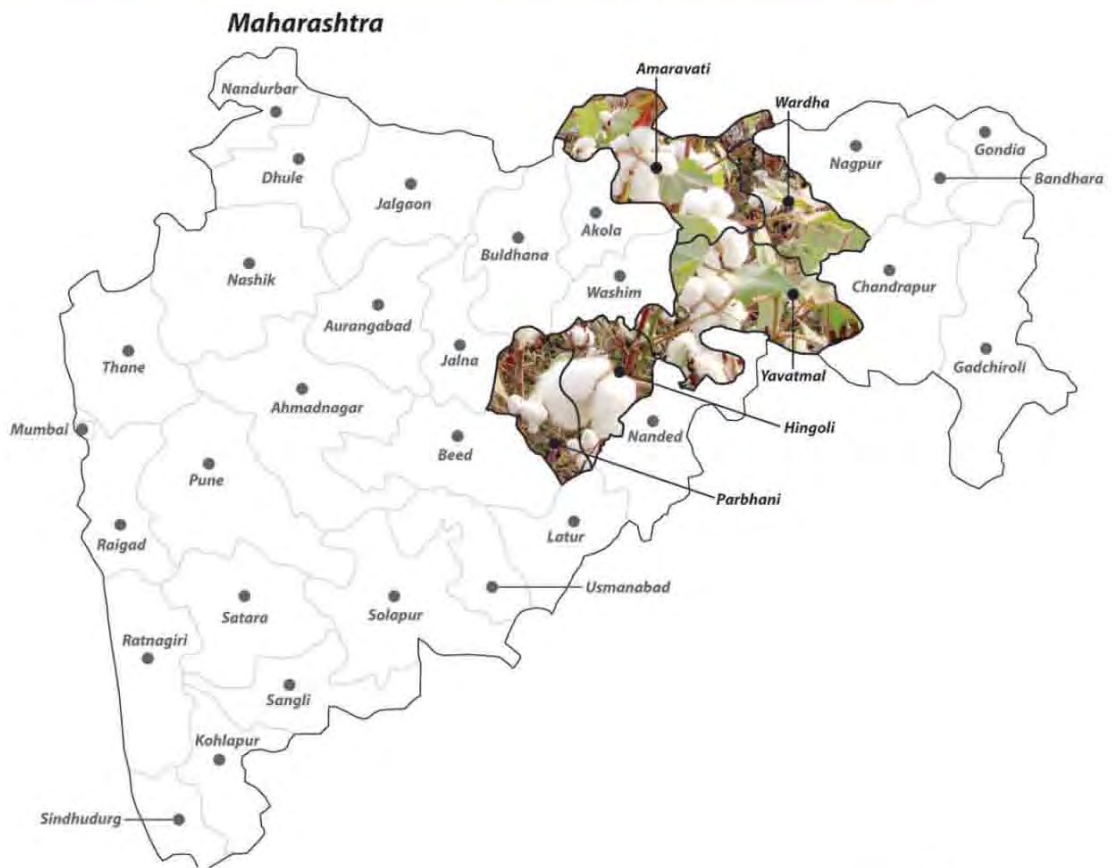 Maharashtra
Amaravati
Nandurbar
Wardha
Gondia
Nagpur
Dhule
Bandhara
Jalgaon
Akola
Buldhana
Nashik
Washim
Chandrapur
Aurangabad
Jalna
Thane
Yavatmal
Gadchiroli
Ahmadnagar
Mumbai
Hingoli
Nanded
Beed
Pune
Parbhani
Latur
Raigad
Usmanabad
Satara
Solapur
Ratnagiri
Sangli
Kohlapur
Sindhudurg